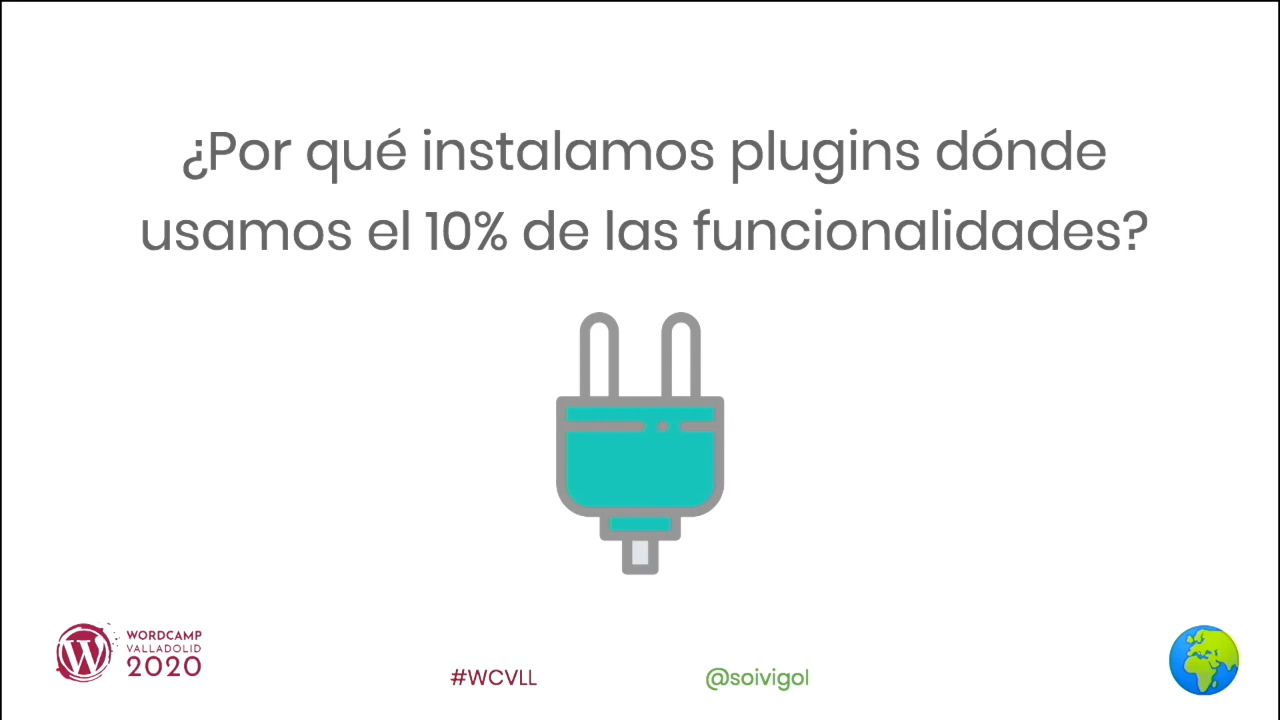 ¿Por qué instalamos plugins dónde
usamos el 10% de las funcionalidades?
WORDCAMP
VALLADOLID
2020
#WCVLL
@soivigol